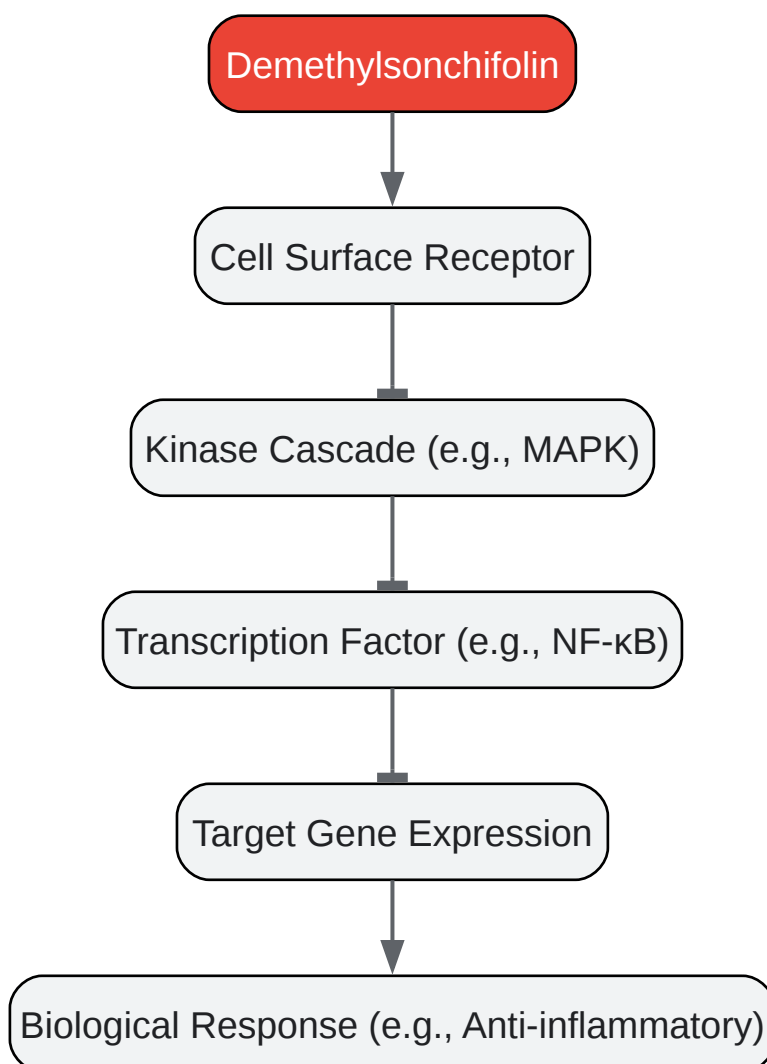 Demethylsonchifolin
Cell Surface Receptor
Kinase Cascade (e.g., MAPK)
Transcription Factor (e.g., NF-κB)
Target Gene Expression
Biological Response (e.g., Anti-inflammatory)